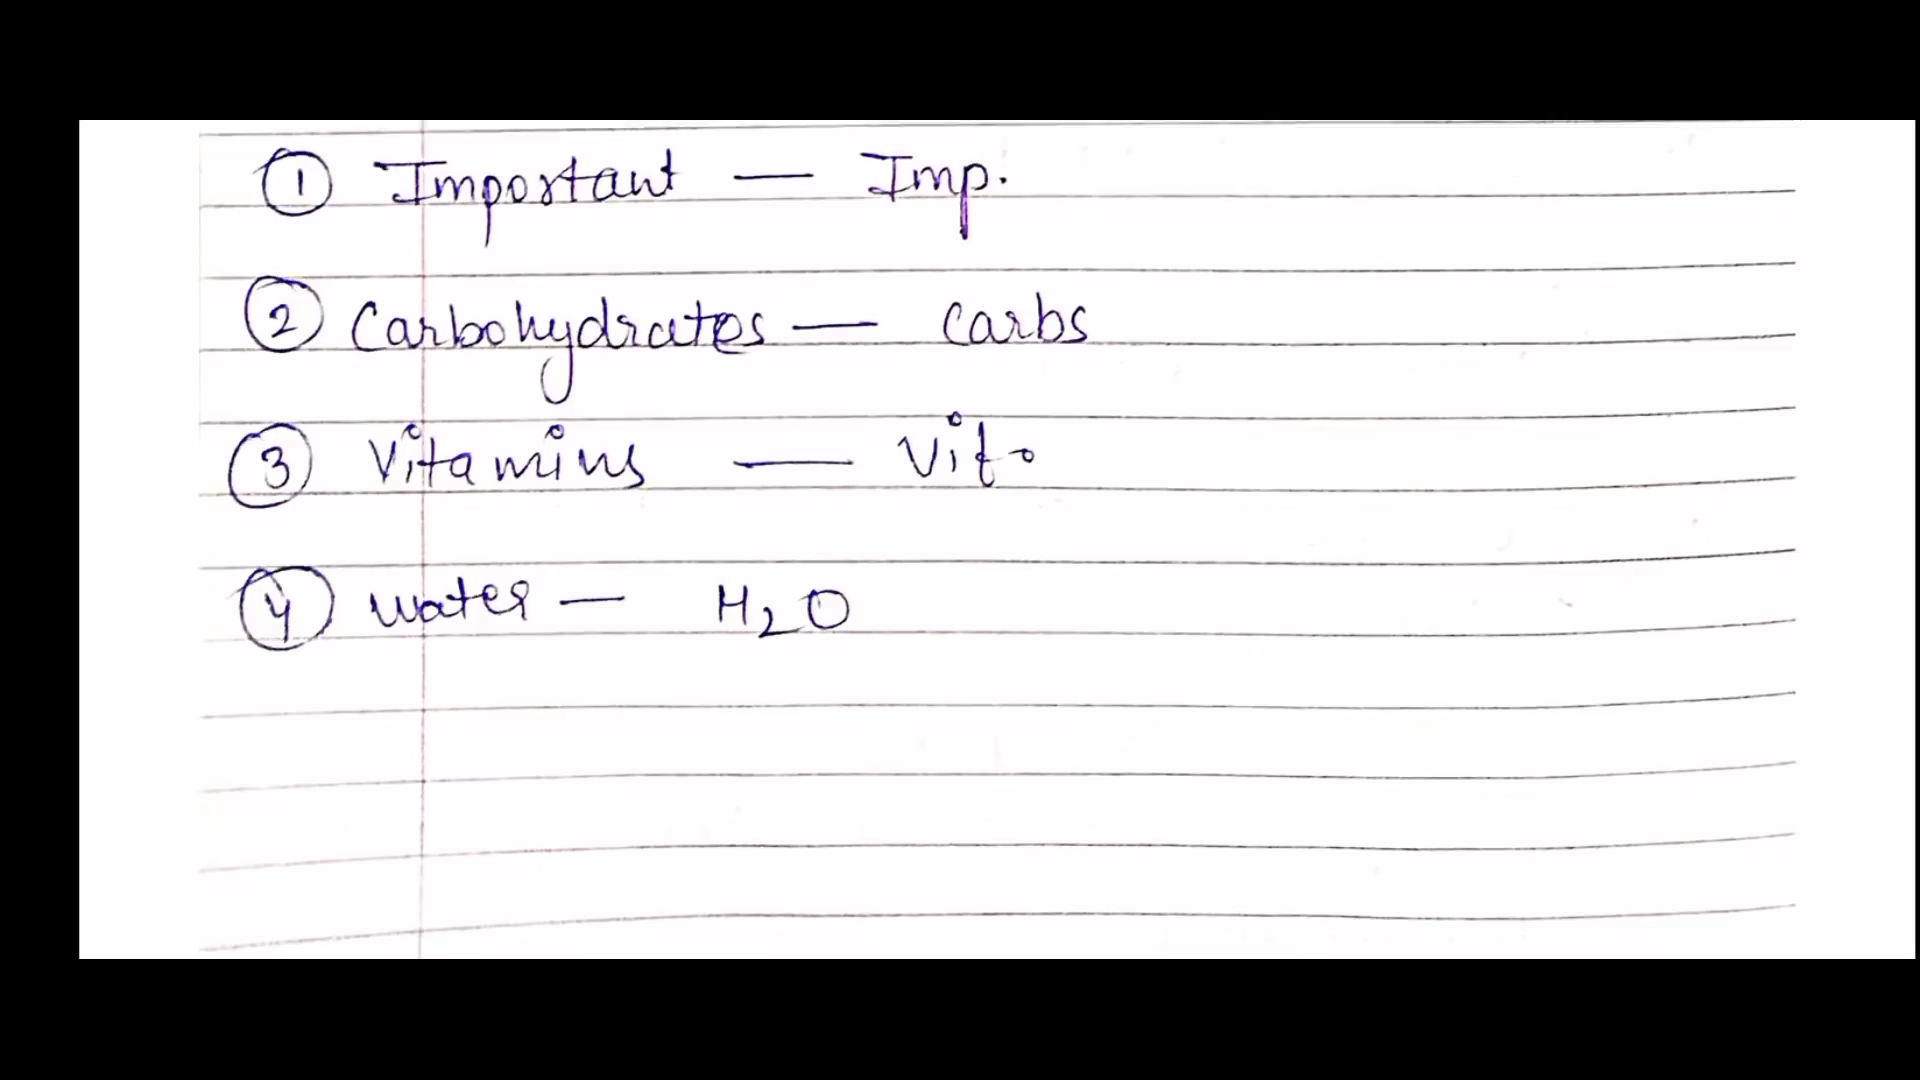 ① Important — Imp.
② Carbohydrates — Carbs
③ Vitamins — Vit.
④ water — H₂O